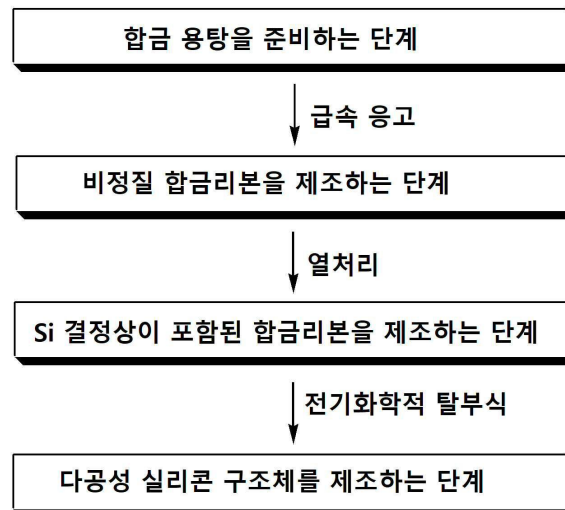 합금 용탕을 준비하는 단계
급속 응고
비정질 합금리본을 제조하는 단계
열처리
Si 결정상이 포함된 합금리본을 제조하는 단계
전기화학적 탈부식
다공성 실리콘 구조체를 제조하는 단계